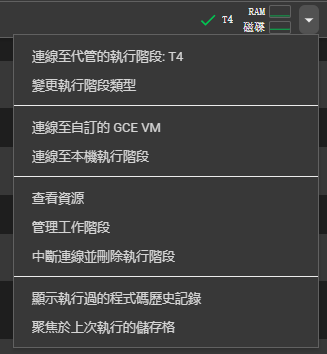 T4
RAM
磁碟
連線至代管的執行階段: T4
變更執行階段類型
連線至自訂的 GCE VM
連線至本機執行階段
查看資源
管理工作階段
中斷連線並刪除執行階段
顯示執行過的程式碼歷史記錄
聚焦於上次執行的儲存格